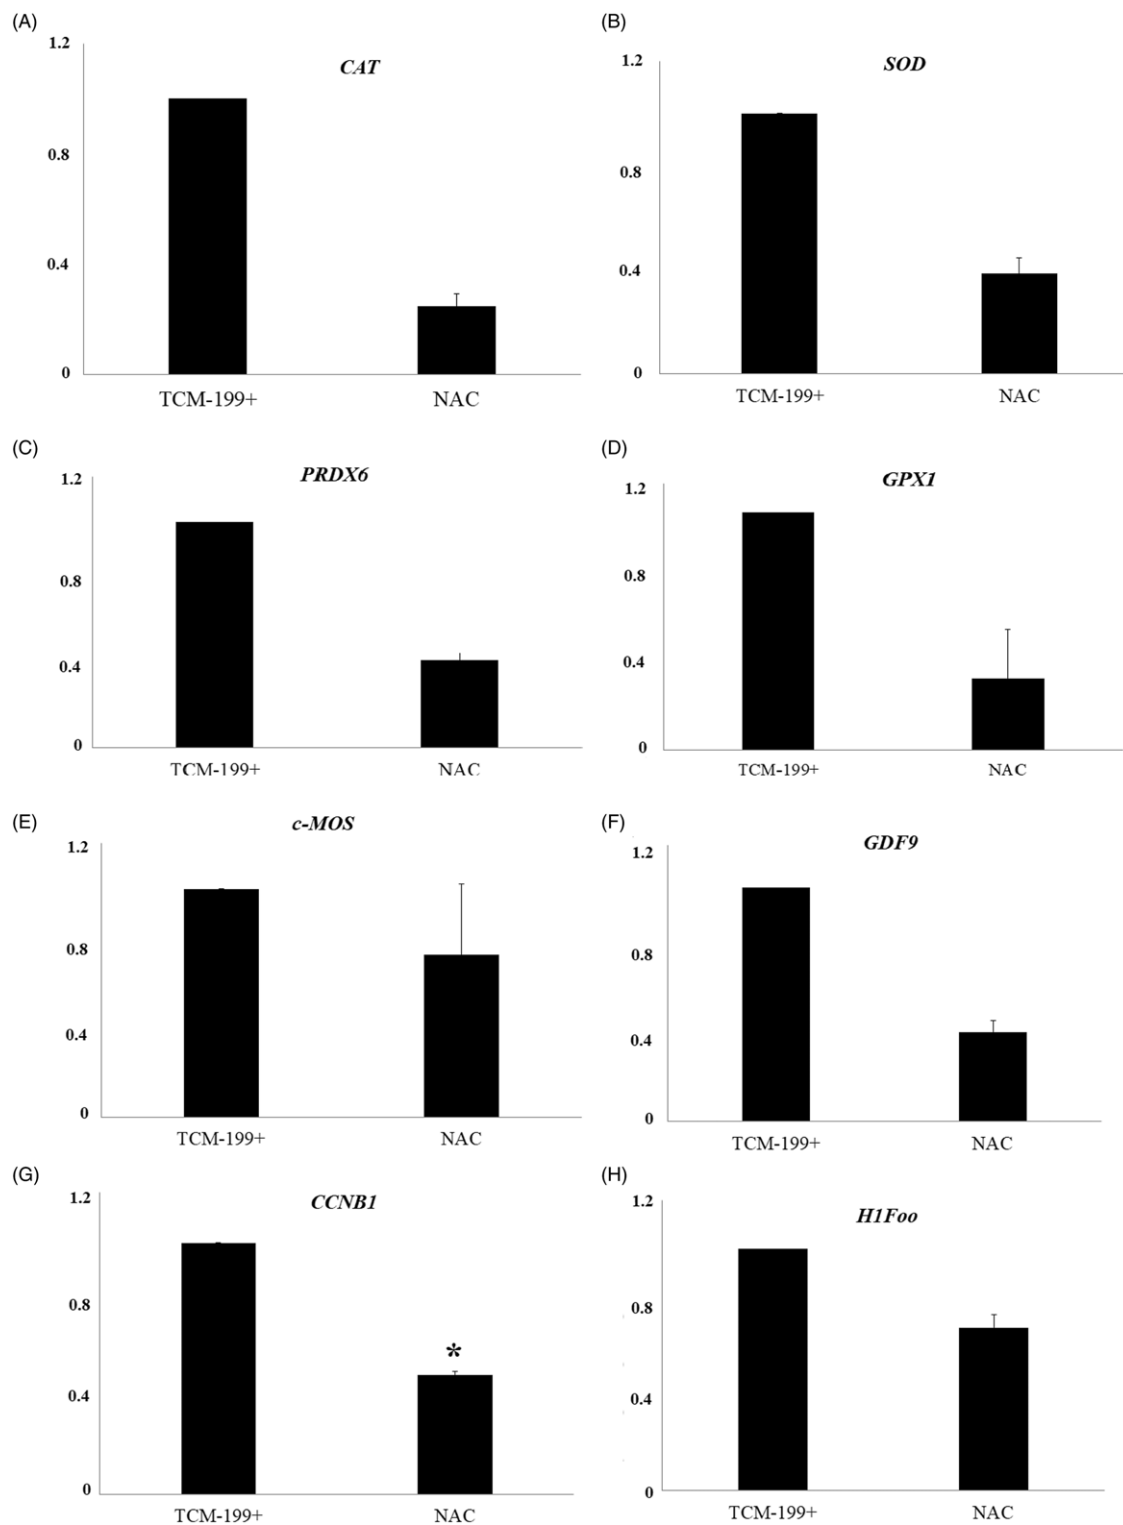 (A)
CAT
1.2
0.8
0.4
0
TCM-199+ NAC
(B)
SOD
1.2
0.8
0.4
0
TCM-199+ NAC
(C)
PRDX6
1.2
0.8
0.4
0
TCM-199+ NAC
(D)
GPX1
1.2
0.8
0.4
0
TCM-199+ NAC
(E)
c-MOS
1.2
0.8
0.4
0
TCM-199+ NAC
(F)
GDF9
1.2
0.8
0.4
0
TCM-199+ NAC
(G)
CCNB1
1.2
0.8
*
0.4
0
TCM-199+ NAC
(H)
H1Foo
1.2
0.8
0.4
0
TCM-199+ NAC